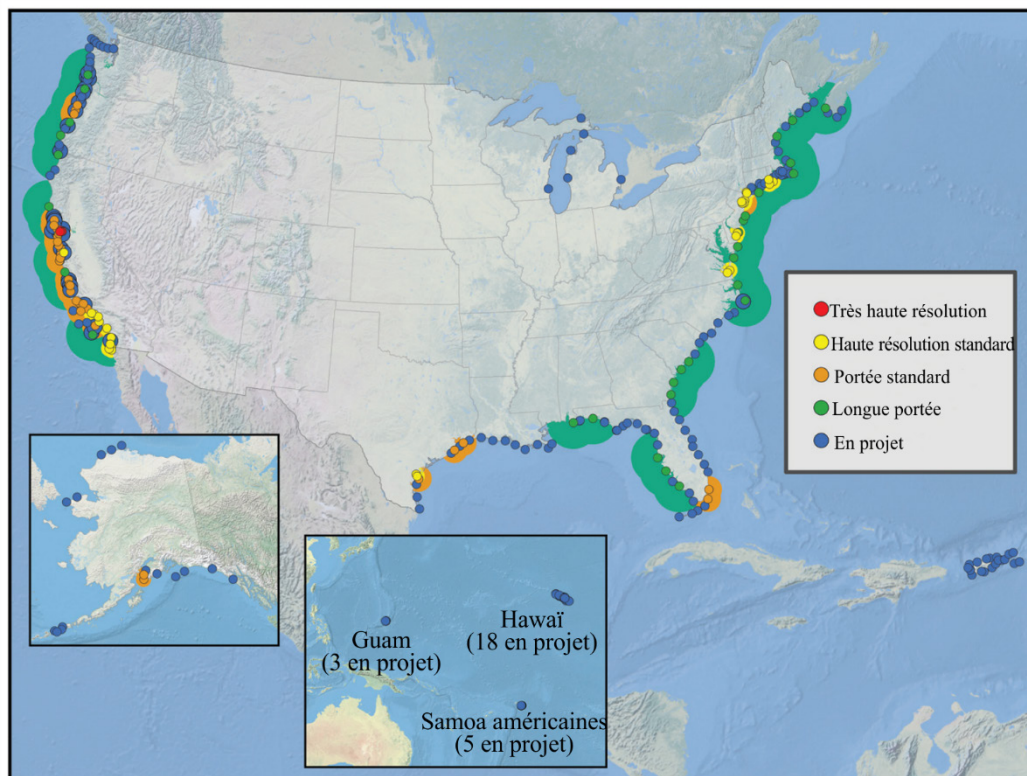 Très haute résolution
Haute résolution standard
Portée standard
Longue portée
En projet
Hawaï
(18 en projet)
Guam
(3 en projet)
Samoa américaines
(5 en projet)